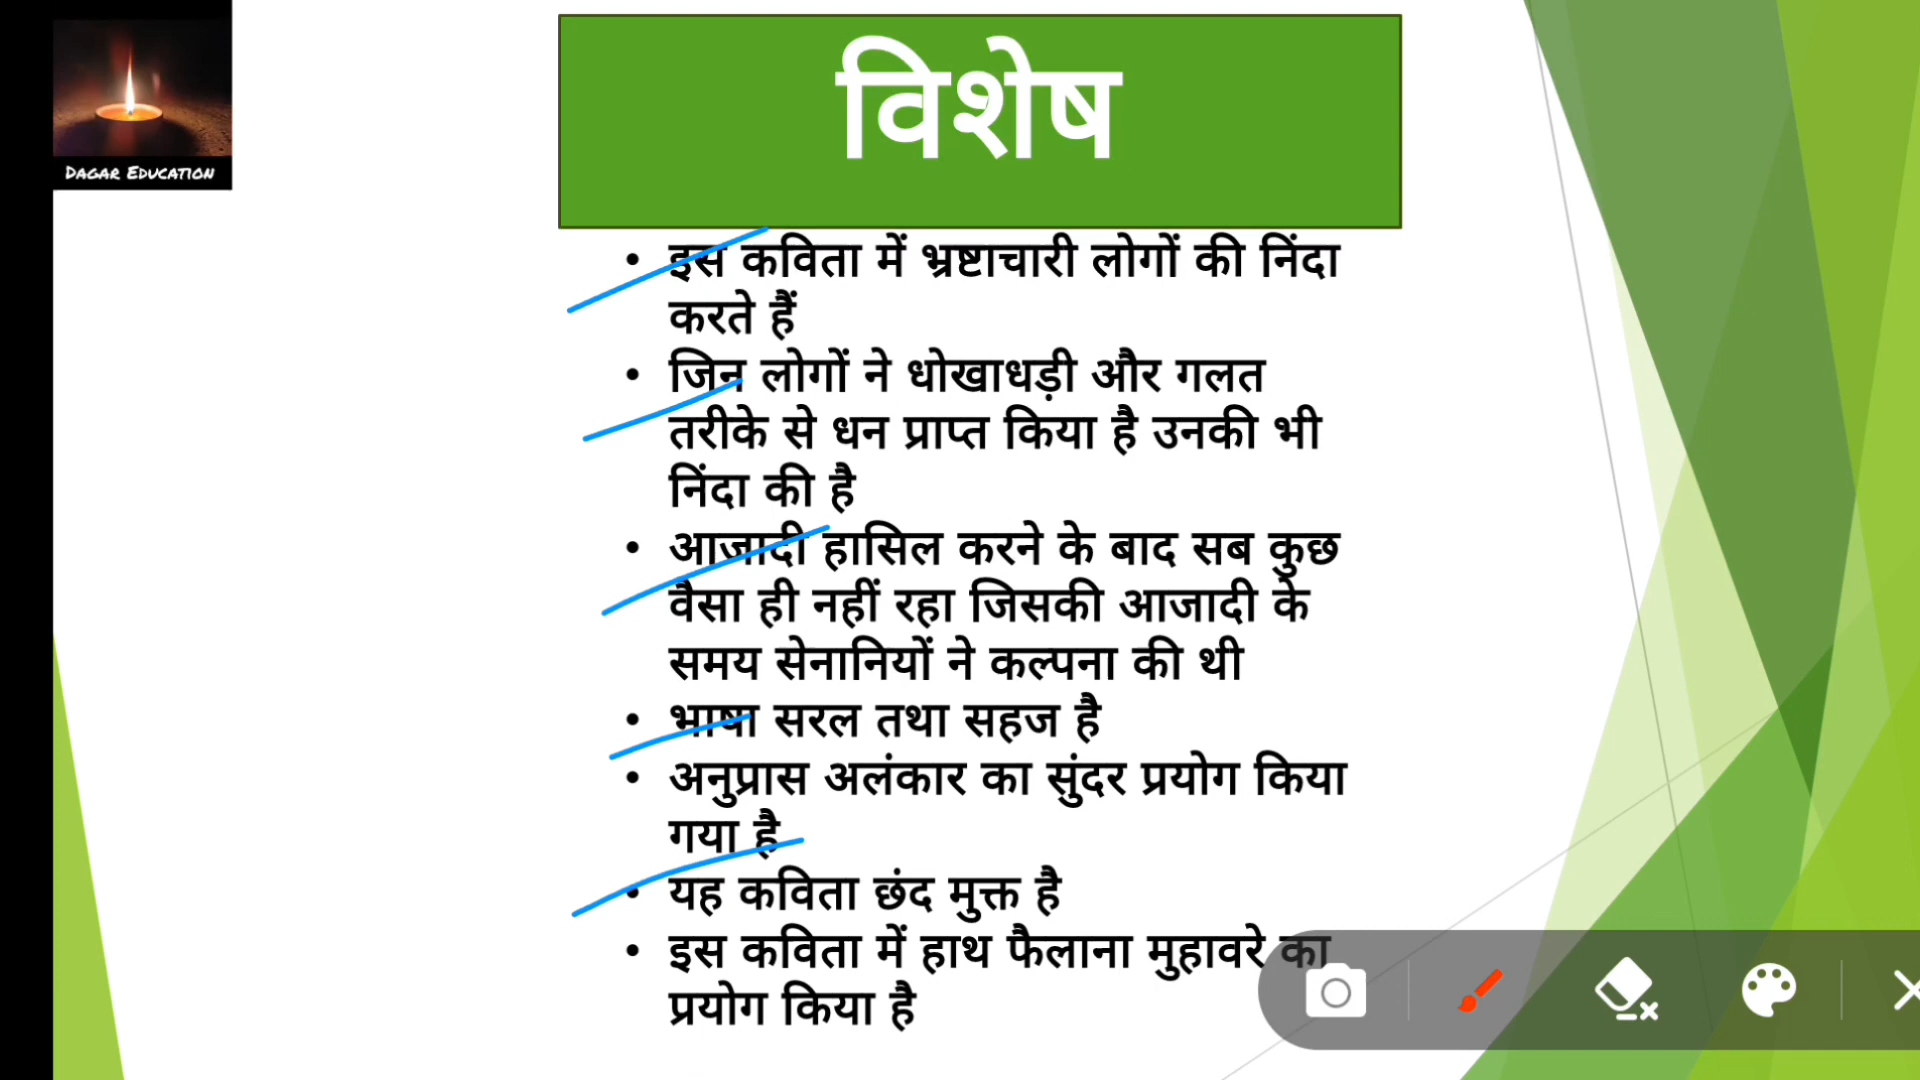 विशेष
DAGAR EDUCATION
• इस कविता में भ्रष्टाचारी लोगों की निंदा
करते हैं
• जिन लोगों ने धोखाधड़ी और गलत
तरीके से धन प्राप्त किया है उनकी भी
निंदा की है
• आजादी हासिल करने के बाद सब कुछ
वैसा ही नहीं रहा जिसकी आजादी के
समय सेनानियों ने कल्पना की थी
• भाषा सरल तथा सहज है
• अनुप्रास अलंकार का सुंदर प्रयोग किया
गया है
• यह कविता छंद मुक्त है
• इस कविता में हाथ फैलाना मुहावरे का
प्रयोग किया है